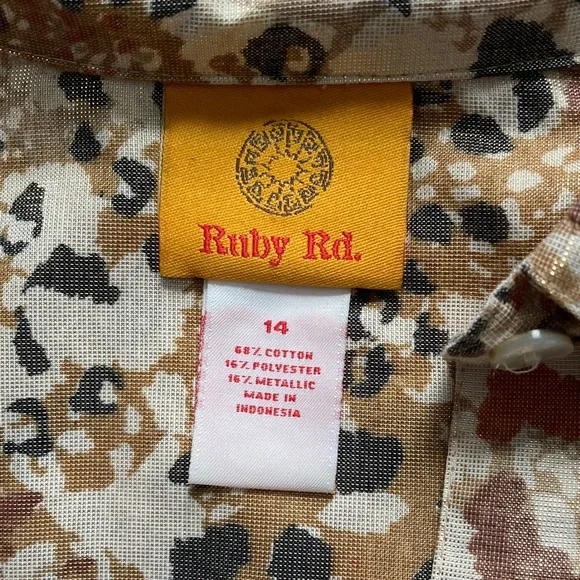 Ruby Rd.
14
68% COTTON
16% POLYESTER
16% METALLIC
MADE IN
INDONESIA